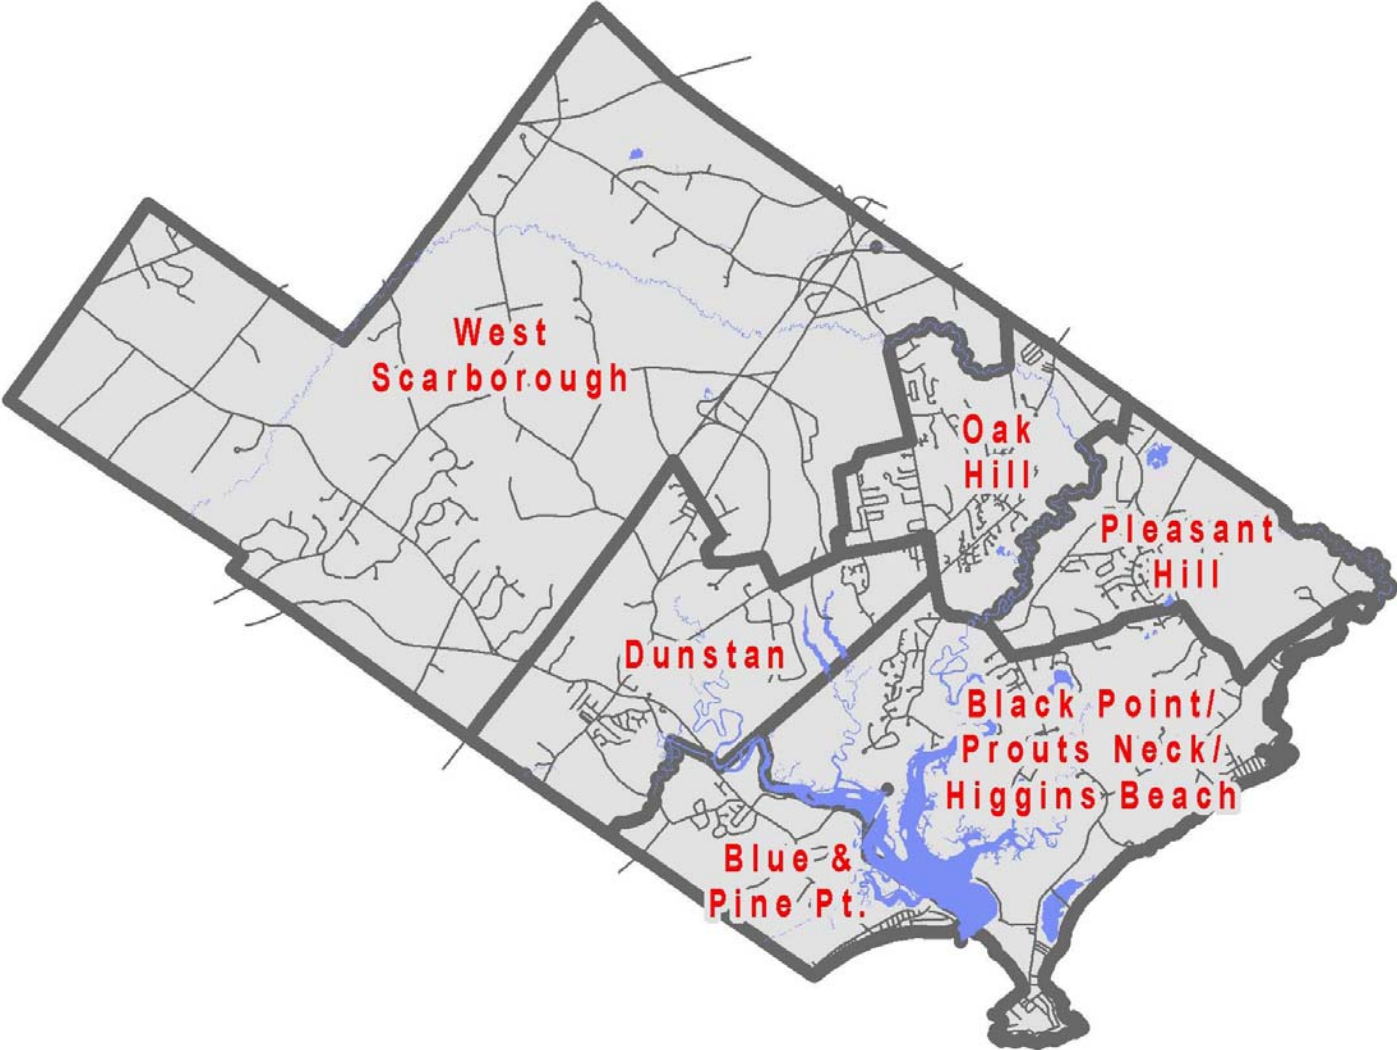 West
Scarborough
Oak
Hill
Pleasant
Hill
Dunstan
Black Point/
Prouts Neck/
Higgins Beach
Blue &
Pine Pt.